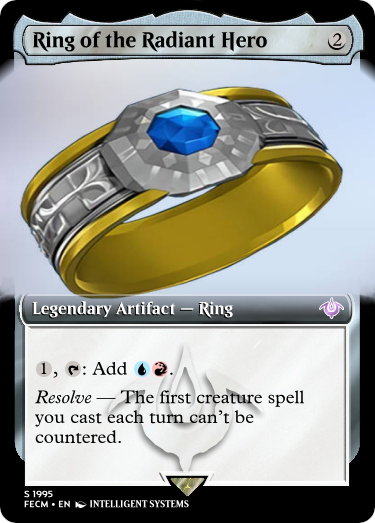 Ring of the Radiant Hero 2
Legendary Artifact — Ring
1, : Add .
Resolve — The first creature spell
you cast each turn can't be
countered.
S 1995
FECM • EN INTELLIGENT SYSTEMS